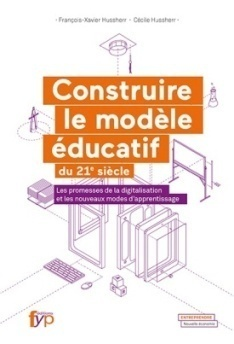 · François-Xavier Hussherr · Cécile Hussherr ·
Construire
le modèle
éducatif
du 21e siècle
Les promesses de la digitalisation
et les nouveaux modes d'apprentissage
éditions
fyp
ENTREPRENDRE
Nouvelle économie